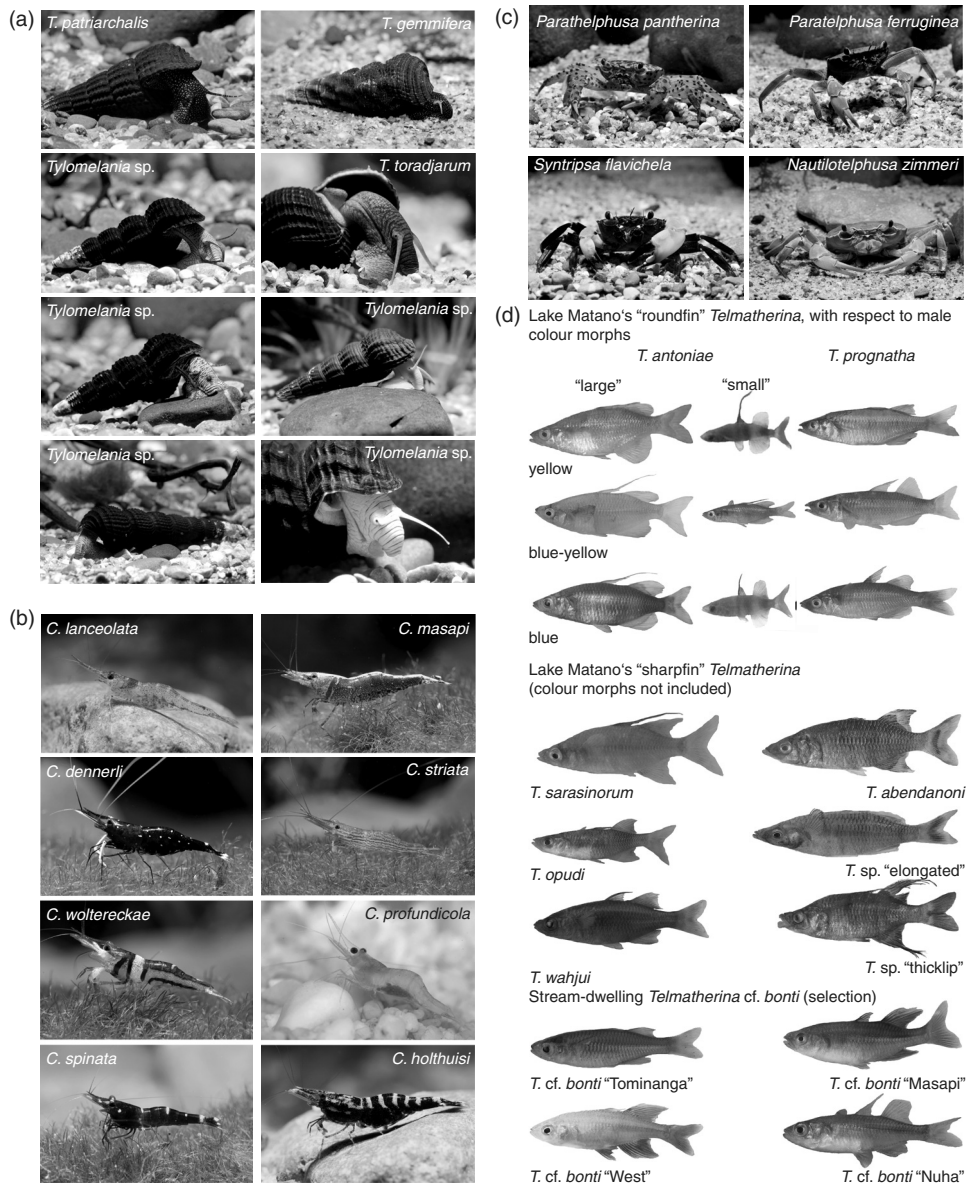 (a)
T. patriarchalis
T. gemmifera
Tylomelania sp.
T. toradjarum
Tylomelania sp.
Tylomelania sp.
Tylomelania sp.
Tylomelania sp.
(b)
C. lanceolata
C. masapi
C. dennerli
C. striata
C. woltereckae
C. profundicola
C. spinata
C. holthuisi
(c)
Parathelphusa pantherina
Paratelphusa ferruginea
Syntripsa flavichela
Nautilotelphusa zimmeri
(d) Lake Matano‘s “roundfin” Telmatherina, with respect to male
colour morphs
T. antoniae
T. prognatha
“large”
“small”
yellow
blue-yellow
blue
Lake Matano‘s “sharpfin” Telmatherina
(colour morphs not included)
T. sarasinorum
T. abendanoni
T. opudi
T. sp. “elongated”
T. wahjui
T. sp. “thicklip”
Stream-dwelling Telmatherina cf. bonti (selection)
T. cf. bonti “Tominanga”
T. cf. bonti “Masapi”
T. cf. bonti “West”
T. cf. bonti “Nuha”